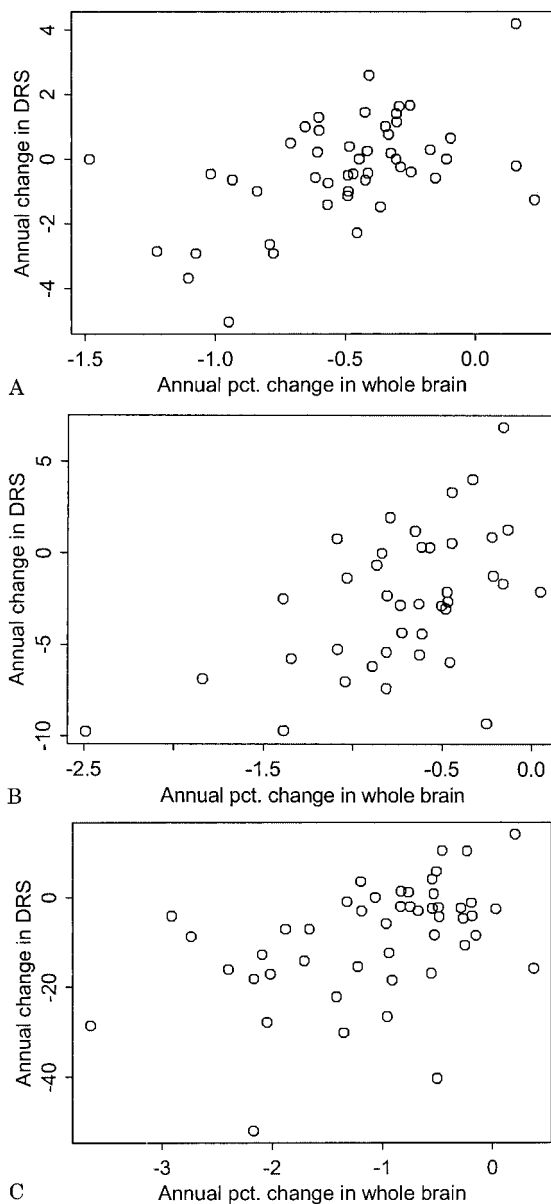 4
2
0
-2
-4
Annual change in DRS
-1.5 -1.0 -0.5 0.0
Annual pct. change in whole brain
A
5
0
-5
-10
Annual change in DRS
-2.5 -1.5 -0.5 0.0
Annual pct. change in whole brain
B
0
-20
-40
Annual change in DRS
-3 -2 -1 0
Annual pct. change in whole brain
C